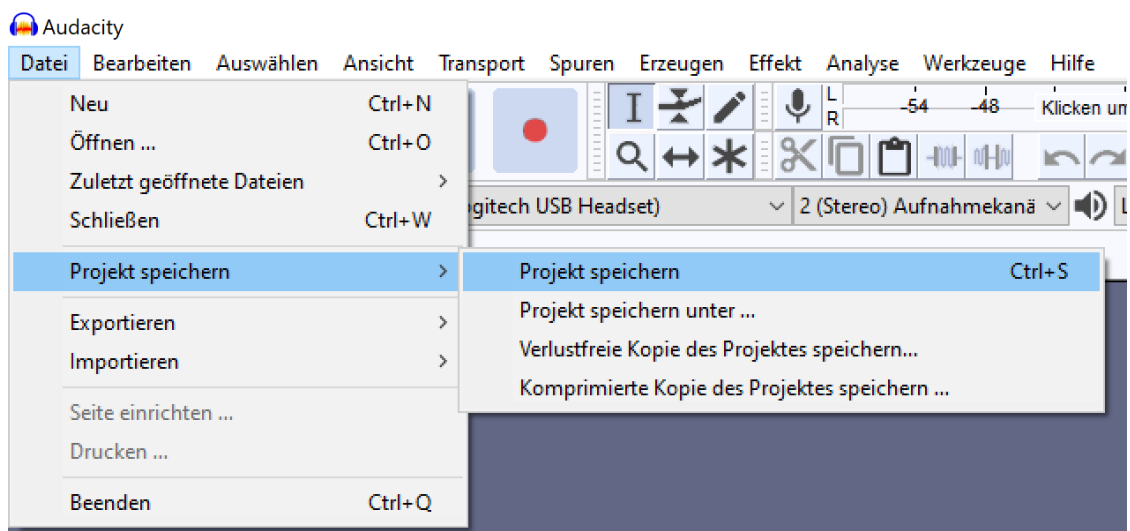 Audacity
Datei Bearbeiten Auswählen Ansicht Transport Spuren Erzeugen Effekt Analyse Werkzeuge Hilfe
Neu Ctrl+N
Öffnen ... Ctrl+O
Zuletzt geöffnete Dateien
Schließen Ctrl+W
Projekt speichern
Exportieren
Importieren
Seite einrichten ...
Drucken ...
Beenden Ctrl+Q
Projekt speichern Ctrl+S
Projekt speichern unter ...
Verlustfreie Kopie des Projektes speichern...
Komprimierte Kopie des Projektes speichern ...
L
R
-54 -48 Klicken um
gitech USB Headset) 2 (Stereo) Aufnahmekanä L